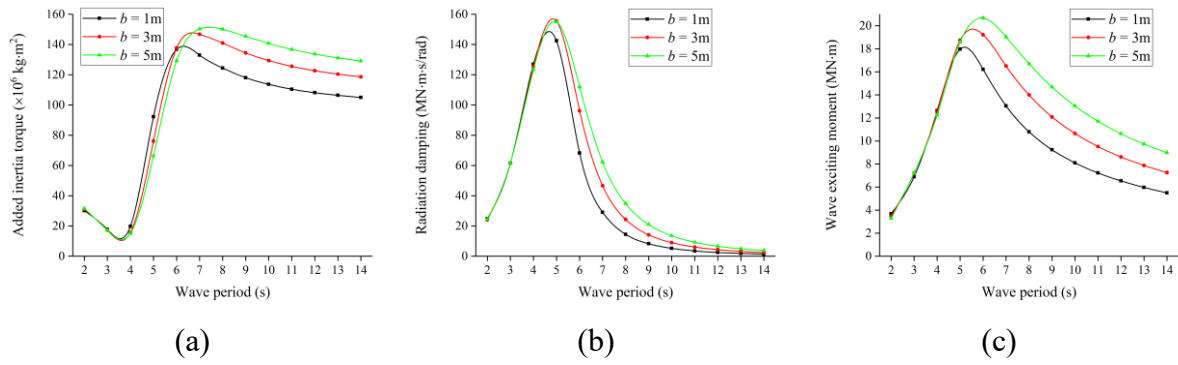 160
140
120
100
80
60
40
20
0
Added inertia torque (×10⁶ kg·m²)
b = 1m
b = 3m
b = 5m
2 3 4 5 6 7 8 9 10 11 12 13 14
Wave period (s)
(a)
160
140
120
100
80
60
40
20
0
Radiation damping (MN·m·s/rad)
b = 1m
b = 3m
b = 5m
2 3 4 5 6 7 8 9 10 11 12 13 14
Wave period (s)
(b)
20
18
16
14
12
10
8
6
4
2
0
Wave exciting moment (MN·m)
b = 1m
b = 3m
b = 5m
2 3 4 5 6 7 8 9 10 11 12 13 14
Wave period (s)
(c)